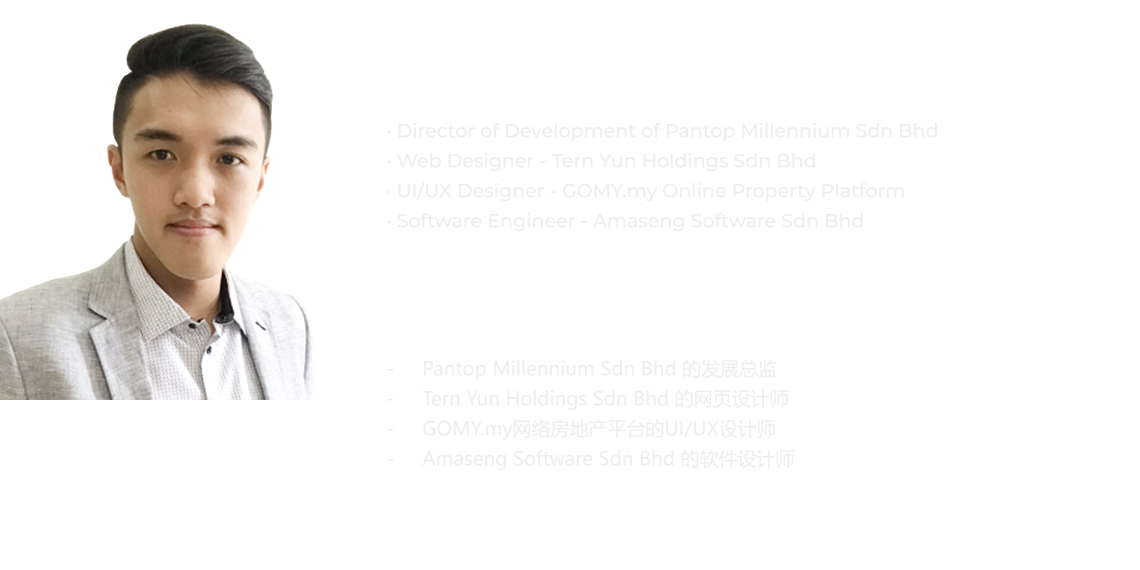 · Director of Development of Pantop Millennium Sdn Bhd
· Web Designer - Tern Yun Holdings Sdn Bhd
· UI/UX Designer - GOMY.my Online Property Platform
· Software Engineer - Amaseng Software Sdn Bhd
- Pantop Millennium Sdn Bhd 的发展总监
- Tern Yun Holdings Sdn Bhd 的网页设计师
- GOMY.my网络房地产平台的UI/UX设计师
- Amaseng Software Sdn Bhd 的软件设计师